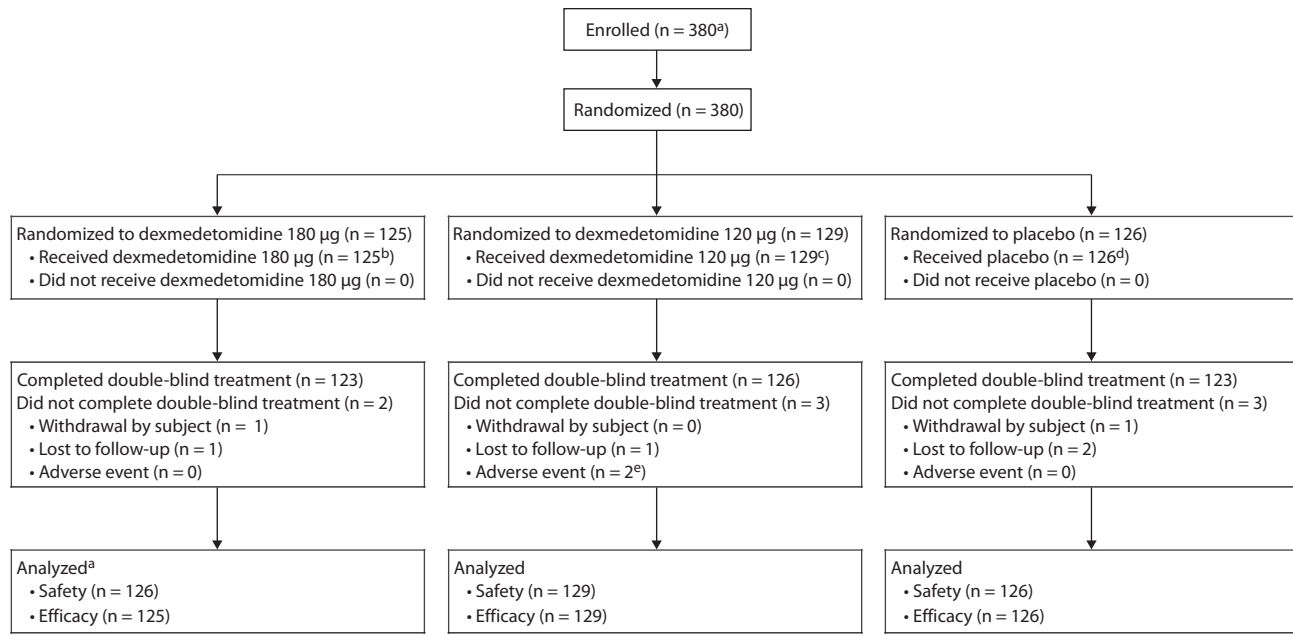 Enrolled (n = 380ᵃ)
Randomized (n = 380)
Randomized to dexmedetomidine 180 µg (n = 125)
• Received dexmedetomidine 180 µg (n = 125ᵇ)
• Did not receive dexmedetomidine 180 µg (n = 0)
Randomized to dexmedetomidine 120 µg (n = 129)
• Received dexmedetomidine 120 µg (n = 129ᶜ)
• Did not receive dexmedetomidine 120 µg (n = 0)
Randomized to placebo (n = 126)
• Received placebo (n = 126ᵈ)
• Did not receive placebo (n = 0)
Completed double-blind treatment (n = 123)
Did not complete double-blind treatment (n = 2)
• Withdrawal by subject (n = 1)
• Lost to follow-up (n = 1)
• Adverse event (n = 0)
Completed double-blind treatment (n = 126)
Did not complete double-blind treatment (n = 3)
• Withdrawal by subject (n = 0)
• Lost to follow-up (n = 1)
• Adverse event (n = 2ᵉ)
Completed double-blind treatment (n = 123)
Did not complete double-blind treatment (n = 3)
• Withdrawal by subject (n = 1)
• Lost to follow-up (n = 2)
• Adverse event (n = 0)
Analyzedᵃ
• Safety (n = 126)
• Efficacy (n = 125)
Analyzed
• Safety (n = 129)
• Efficacy (n = 129)
Analyzed
• Safety (n = 126)
• Efficacy (n = 126)